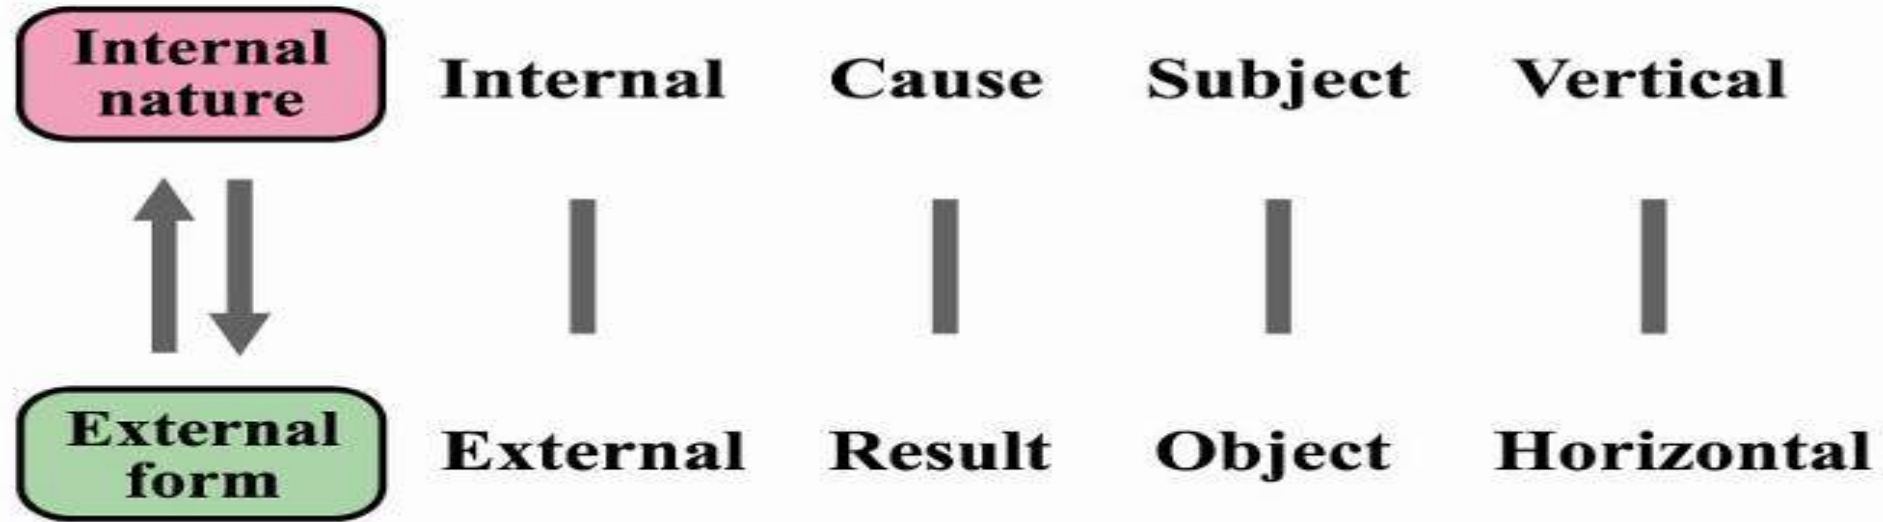 Internal
nature
Internal Cause Subject Vertical
External
form
External Result Object Horizontal